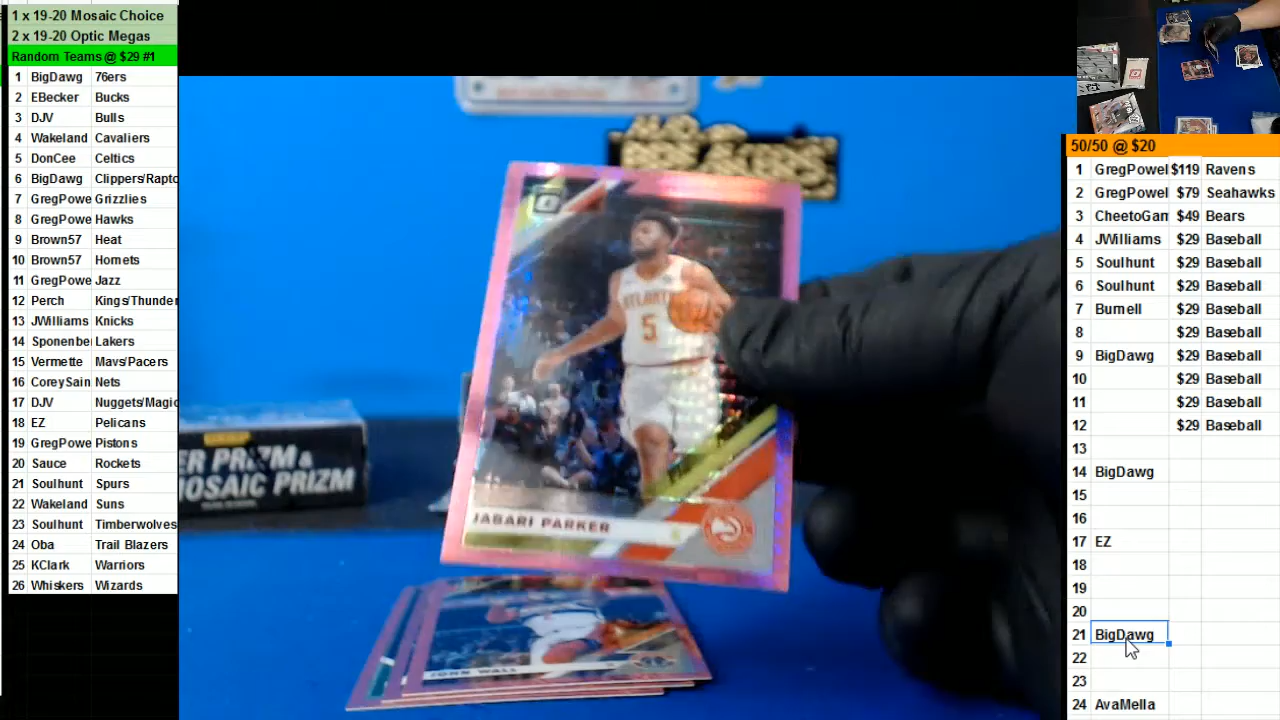 1 x 19-20 Mosaic Choice
2 x 19-20 Optic Megas
Random Teams @ $29 #1
1 BigDawg 76ers
2 EBecker Bucks
3 DJV Bulls
4 Wakeland Cavaliers
5 DonCee Celtics
6 BigDawg Clippers/Rapto
7 GregPowe Grizzlies
8 GregPowe Hawks
9 Brown57 Heat
10 Brown57 Hornets
11 GregPowe Jazz
12 Perch Kings/Thunder
13 JWilliams Knicks
14 Sponenbe Lakers
15 Vermette Mavs/Pacers
16 CoreySain Nets
17 DJV Nuggets/Magic
18 EZ Pelicans
19 GregPowe Pistons
20 Sauce Rockets
21 Soulhunt Spurs
22 Wakeland Suns
23 Soulhunt Timberwolves
24 Oba Trail Blazers
25 KClark Warriors
26 Whiskers Wizards
ATLANTA
5
JABARI PARKER
JOHN WALL
ER PRIZM &
OSAIC PRIZM
50/50 @ $20
1 GregPowel $119 Ravens
2 GregPowel $79 Seahawks
3 CheetoGam $49 Bears
4 JWilliams $29 Baseball
5 Soulhunt $29 Baseball
6 Soulhunt $29 Baseball
7 Burnell $29 Baseball
8 $29 Baseball
9 BigDawg $29 Baseball
10 $29 Baseball
11 $29 Baseball
12 $29 Baseball
13
14 BigDawg
15
16
17 EZ
18
19
20
21 BigDawg
22
23
24 AvaMella